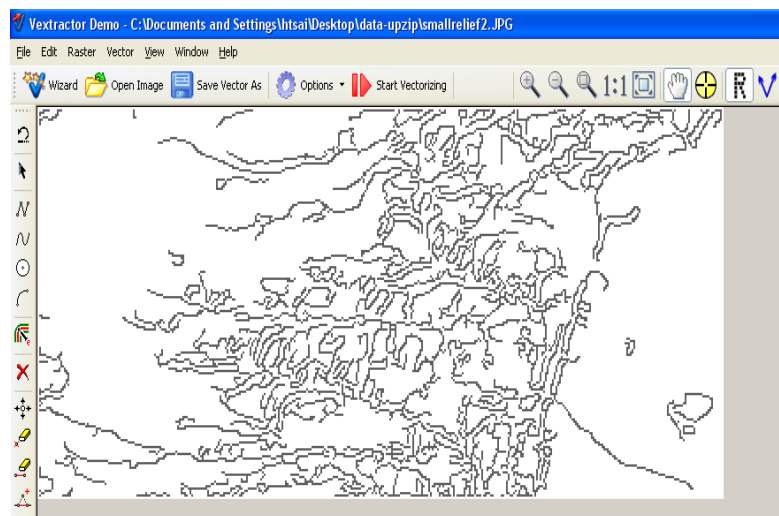 Vextractor Demo - C:\Documents and Settings\htsai\Desktop\data-upzip\smallrelief2.JPG
File Edit Raster Vector View Window Help
Wizard Open Image Save Vector As Options Start Vectorizing 1:1 R